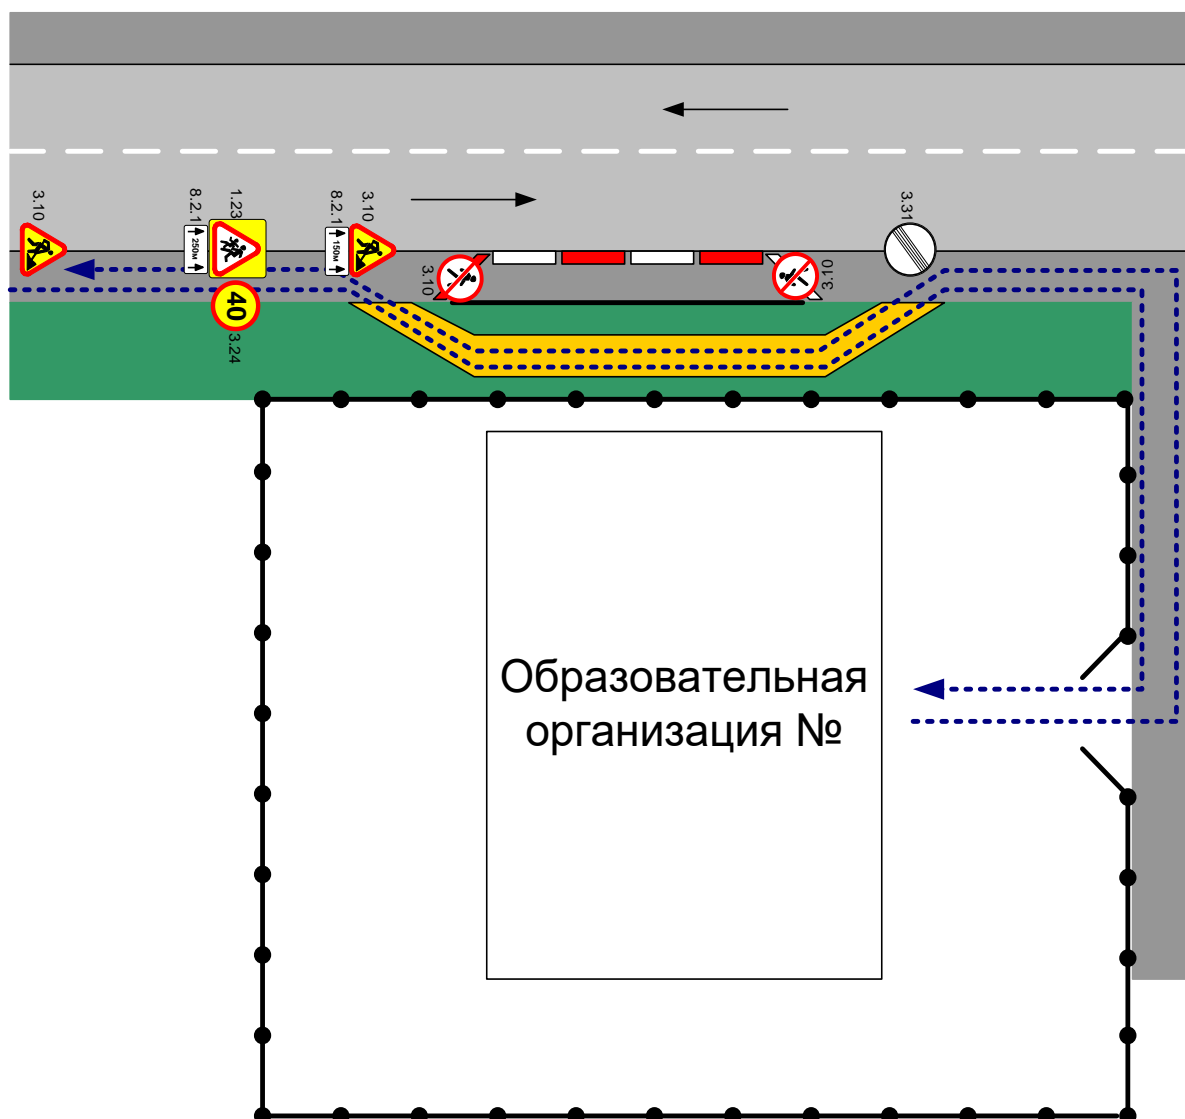 3.10
8.2.1
250м
1.23
40
3.24
8.2.1
150м
3.10
3.10
3.10
3.31
Образовательная
организация №